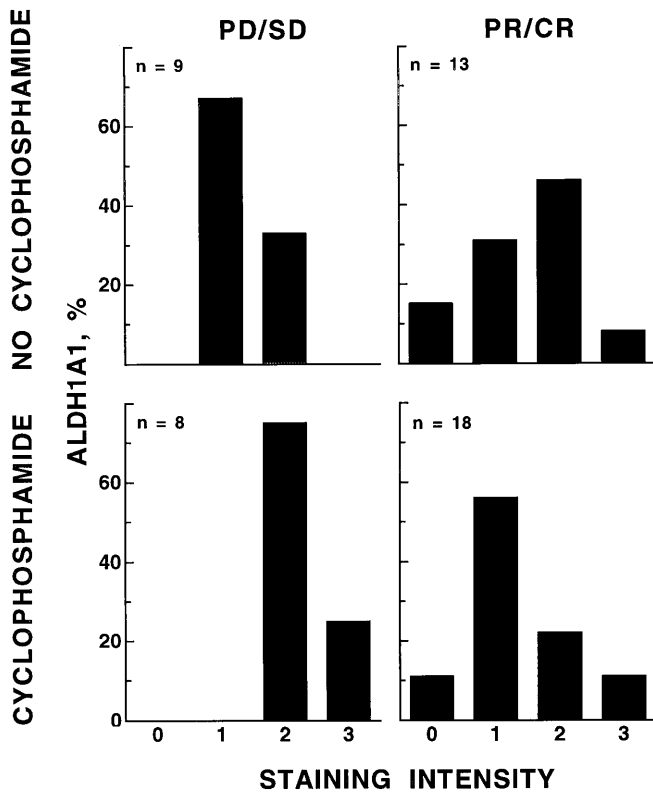 PD/SD
PR/CR
NO CYCLOPHOSPHAMIDE
CYCLOPHOSPHAMIDE
ALDH1A1, %
n = 9
60
40
20
n = 13
n = 8
60
40
20
0
0 1 2 3
n = 18
0 1 2 3
STAINING INTENSITY